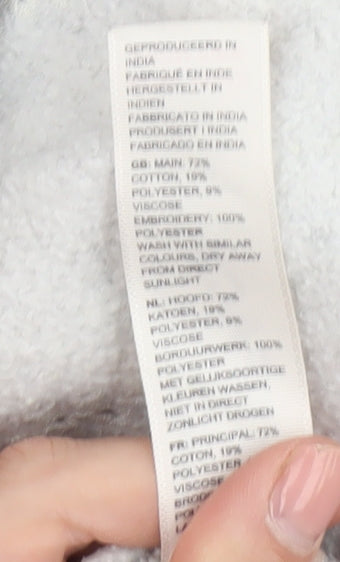 GEPRODUCEERD IN
INDIA
FABRIQUÉ EN INDE
HERGESTELLT IN
INDIEN
FABBRICATO IN INDIA
PRODUSERT I INDIA
FABRICADO EN INDIA
GB: MAIN: 72%
COTTON, 19%
POLYESTER, 9%
VISCOSE
EMBROIDERY: 100%
POLYESTER
WASH WITH SIMILAR
COLOURS, DRY AWAY
FROM DIRECT
SUNLIGHT
NL: HOOFD: 72%
KATOEN, 19%
POLYESTER, 9%
VISCOSE
BORDUURWERK: 100%
POLYESTER
MET GELIJKSOORTIGE
KLEUREN WASSEN,
NIET IN DIRECT
ZONLICHT DROGEN
FR: PRINCIPAL: 72%
COTON, 19%
POLYESTER
VISCOSE